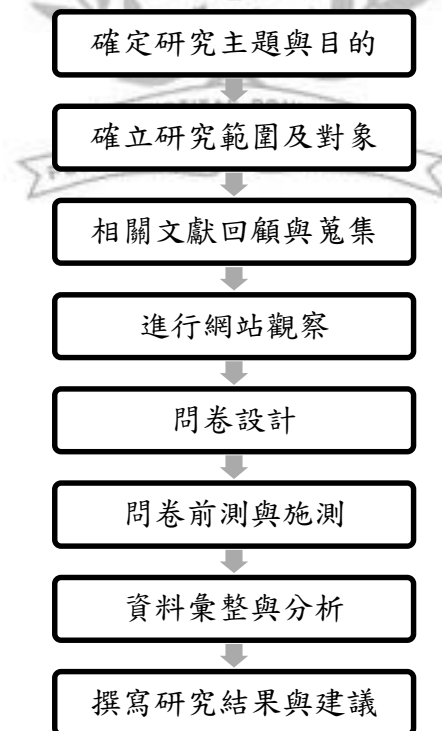 確定研究主題與目的
確立研究範圍及對象
相關文獻回顧與蒐集
進行網站觀察
問卷設計
問卷前測與施測
資料彙整與分析
撰寫研究結果與建議